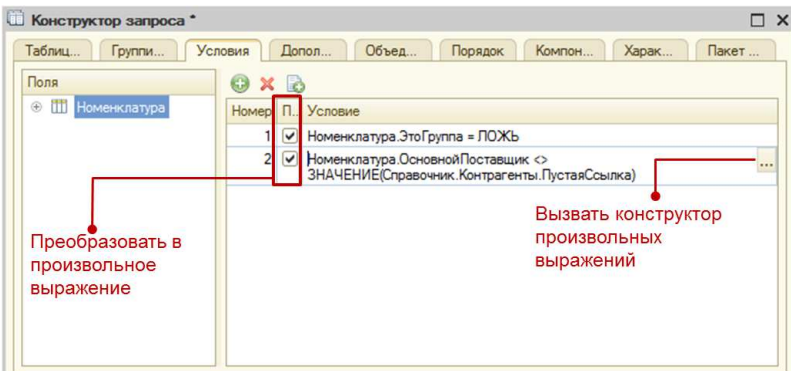 Конструктор запроса *
Таблиц... Группи... Условия Допол... Объед... Порядок Компон... Харак... Пакет ...
Поля
Номенклатура
Номер П.. Условие
1 Номенклатура.ЭтоГруппа = ЛОЖЬ
2 Номенклатура.ОсновнойПоставщик <>
ЗНАЧЕНИЕ(Справочник.Контрагенты.ПустаяСсылка)
...
Преобразовать в
произвольное
выражение
Вызвать конструктор
произвольных
выражений